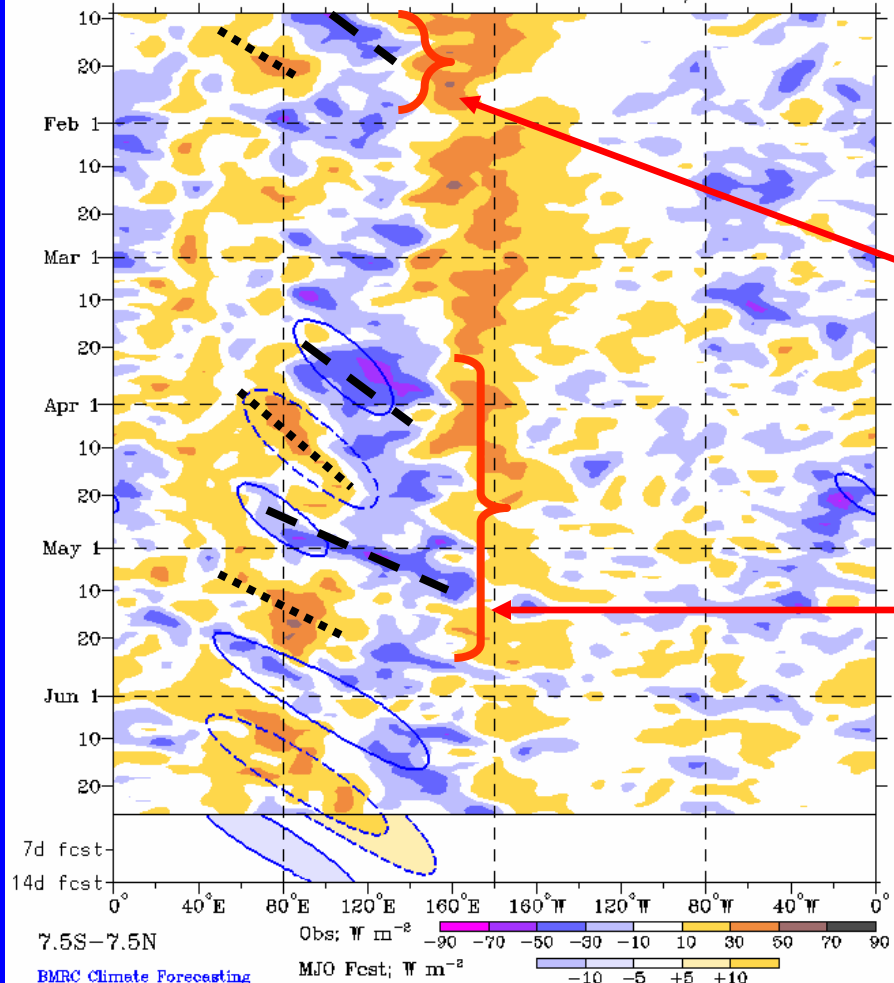 10
20
Feb 1
10
20
Mar 1
10
20
Apr 1
10
20
May 1
10
20
Jun 1
10
20
7d fcst
14d fcst
0° 40°E 80°E 120°E 160°E 160°W 120°W 80°W 40°W 0°
7.5S-7.5N
Obs; W m-2
-90 -70 -50 -30 -10 10 30 50 70 90
BMRC Climate Forecasting
MJO Fcst; W m-2
-10 -5 +5 +10